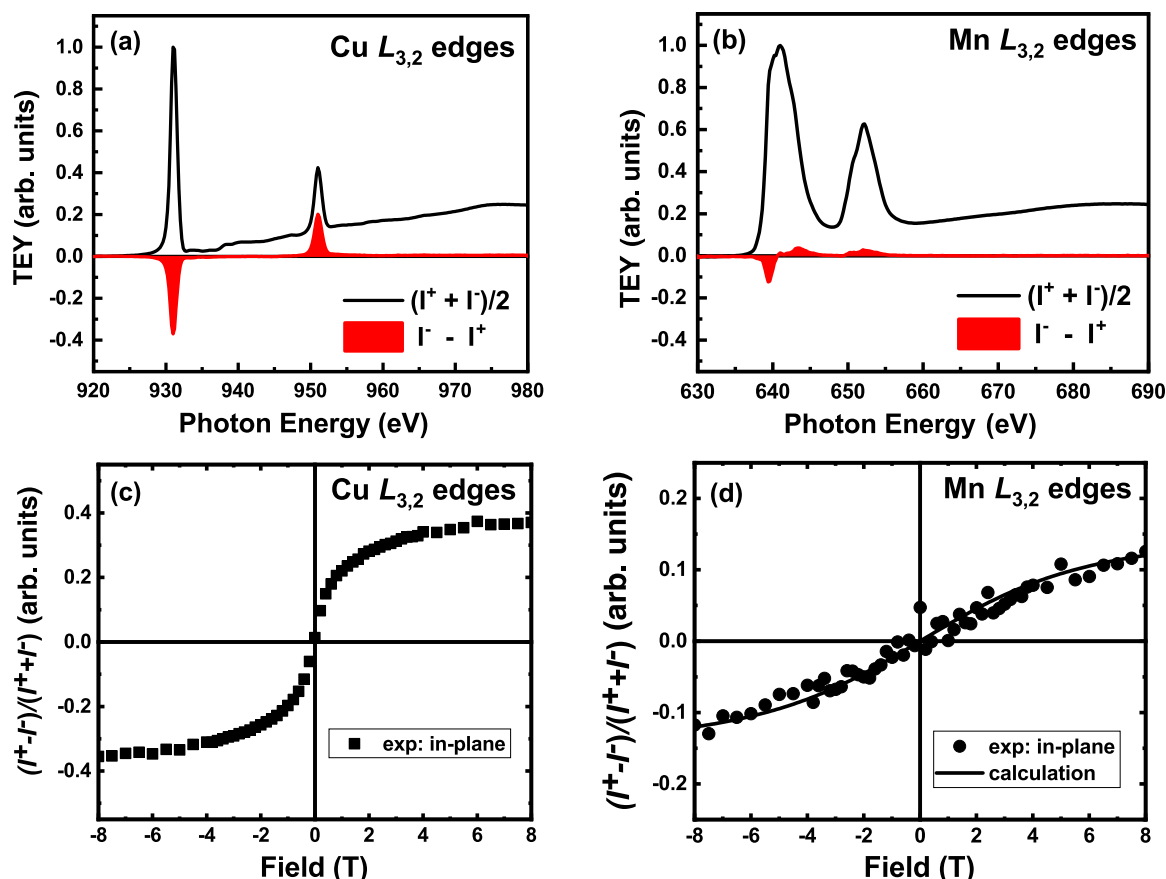 (a)
Cu L3,2 edges
TEY (arb. units)
1.0
0.8
0.6
0.4
0.2
0.0
-0.2
-0.4
(I+ + I-)/2
I- - I+
920 930 940 950 960 970 980
Photon Energy (eV)
(b)
Mn L3,2 edges
TEY (arb. units)
1.0
0.8
0.6
0.4
0.2
0.0
-0.2
-0.4
(I+ + I-)/2
I- - I+
630 640 650 660 670 680 690
Photon Energy (eV)
(c)
Cu L3,2 edges
(I+-I-)/(I++I-) (arb. units)
0.4
0.2
0.0
-0.2
-0.4
exp: in-plane
-8 -6 -4 -2 0 2 4 6 8
Field (T)
(d)
Mn L3,2 edges
(I+-I-)/(I++I-) (arb. units)
0.2
0.1
0.0
-0.1
-0.2
exp: in-plane
calculation
-8 -6 -4 -2 0 2 4 6 8
Field (T)